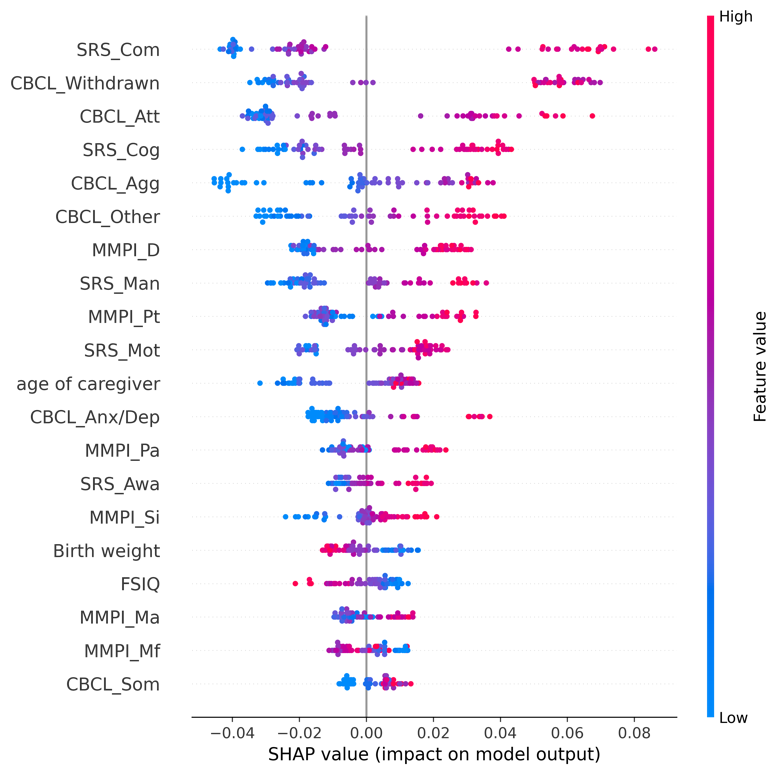 High
SRS_Com
CBCL_Withdrawn
CBCL_Att
SRS_Cog
CBCL_Agg
CBCL_Other
MMPI_D
SRS_Man
MMPI_Pt
SRS_Mot
age of caregiver
CBCL_Anx/Dep
MMPI_Pa
SRS_Awa
MMPI_Si
Birth weight
FSIQ
MMPI_Ma
MMPI_Mf
CBCL_Som
Feature value
Low
−0.04 −0.02 0.00 0.02 0.04 0.06 0.08
SHAP value (impact on model output)